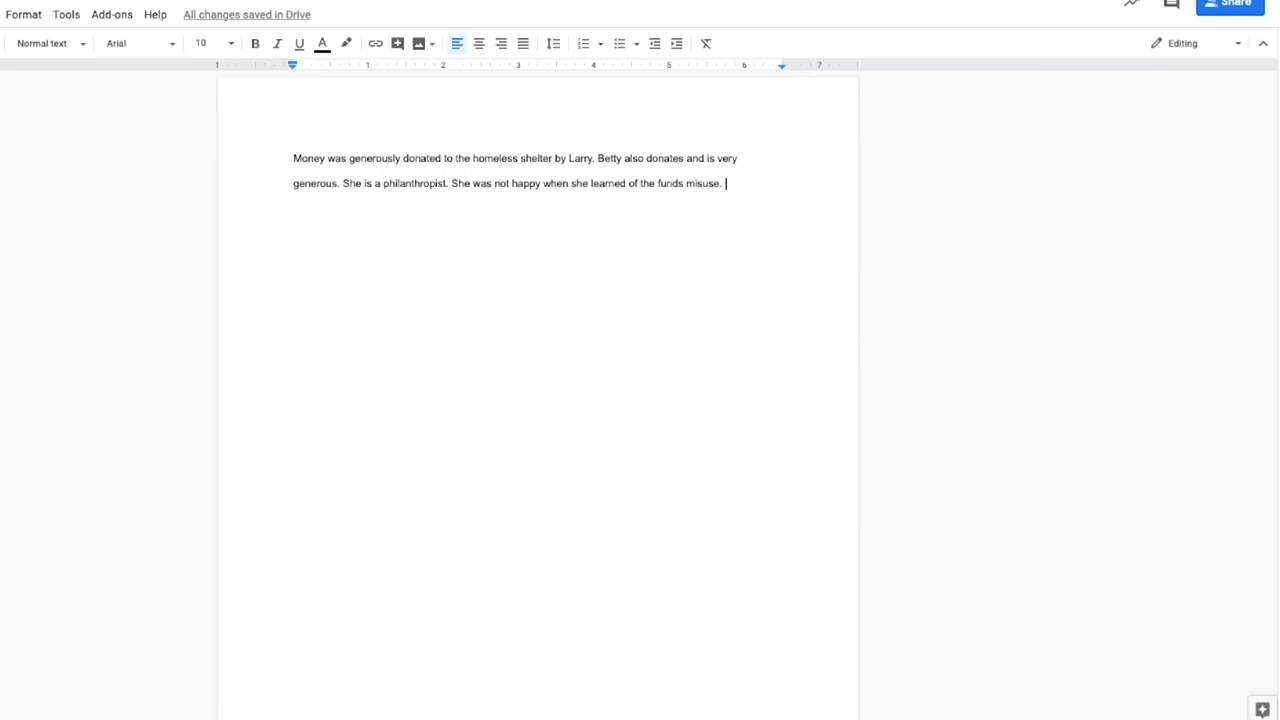 Format Tools Add-ons Help All changes saved in Drive Share
Normal text Arial 10 B I U A Editing
1 1 2 3 4 5 6 7
Money was generously donated to the homeless shelter by Larry. Betty also donates and is very
generous. She is a philanthropist. She was not happy when she learned of the funds misuse.